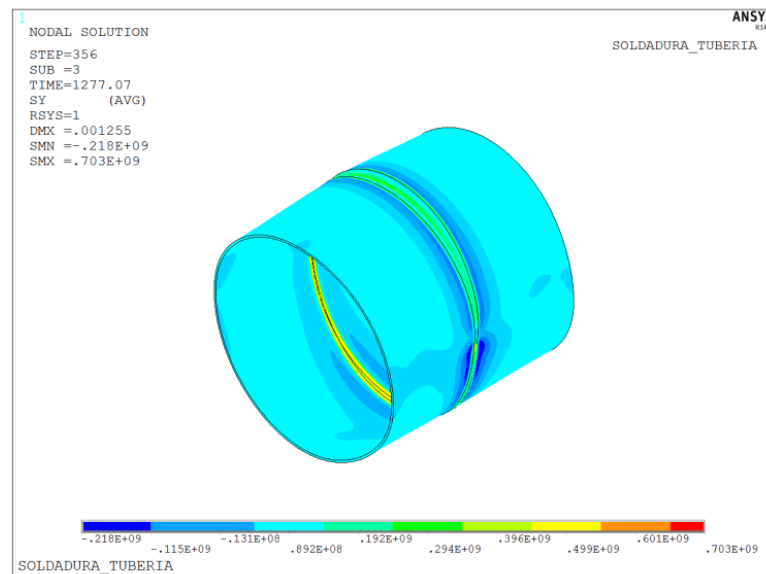 1
NODAL SOLUTION
STEP=356
SUB =3
TIME=1277.07
SY (AVG)
RSYS=1
DMX =.001255
SMN =-.218E+09
SMX =.703E+09
ANSY
R14
SOLDADURA_TUBERIA
-.218E+09 -.131E+08 .192E+09 .396E+09 .601E+09
-.115E+09 .892E+08 .294E+09 .499E+09 .703E+09
SOLDADURA_TUBERIA